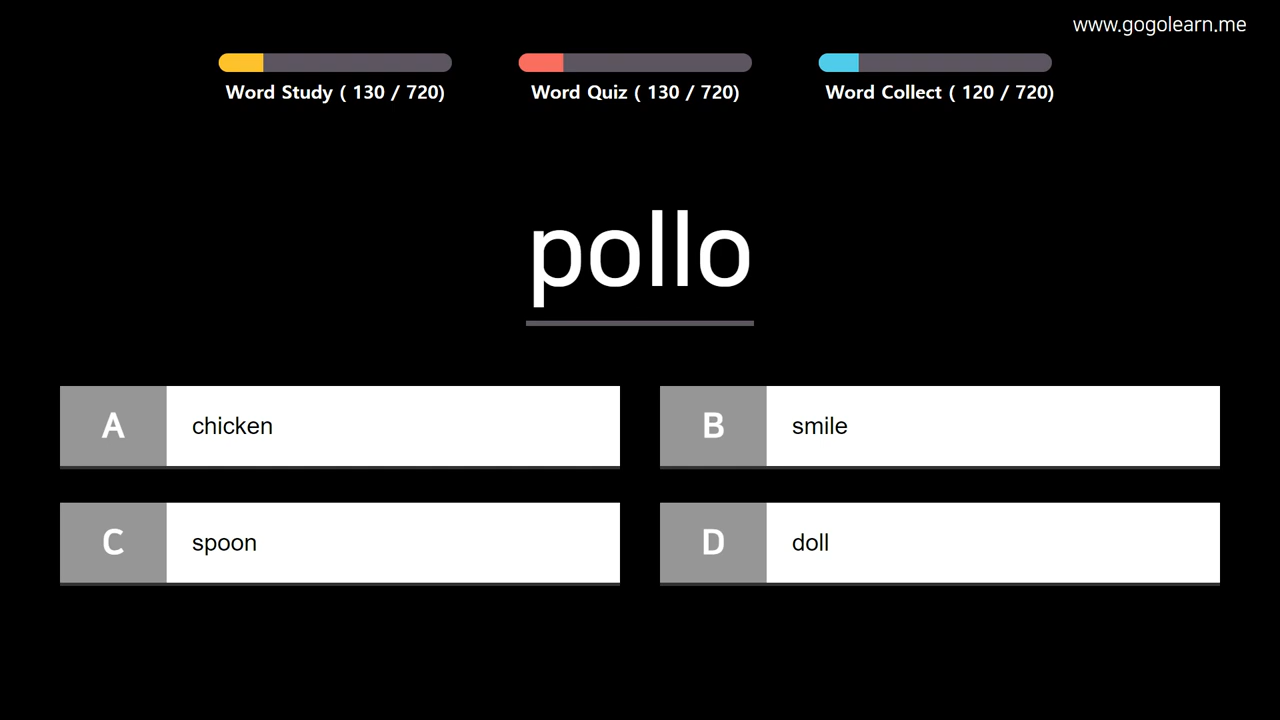 www.gogolearn.me
Word Study ( 130 / 720)
Word Quiz ( 130 / 720)
Word Collect ( 120 / 720)
pollo
A chicken
B smile
C spoon
D doll